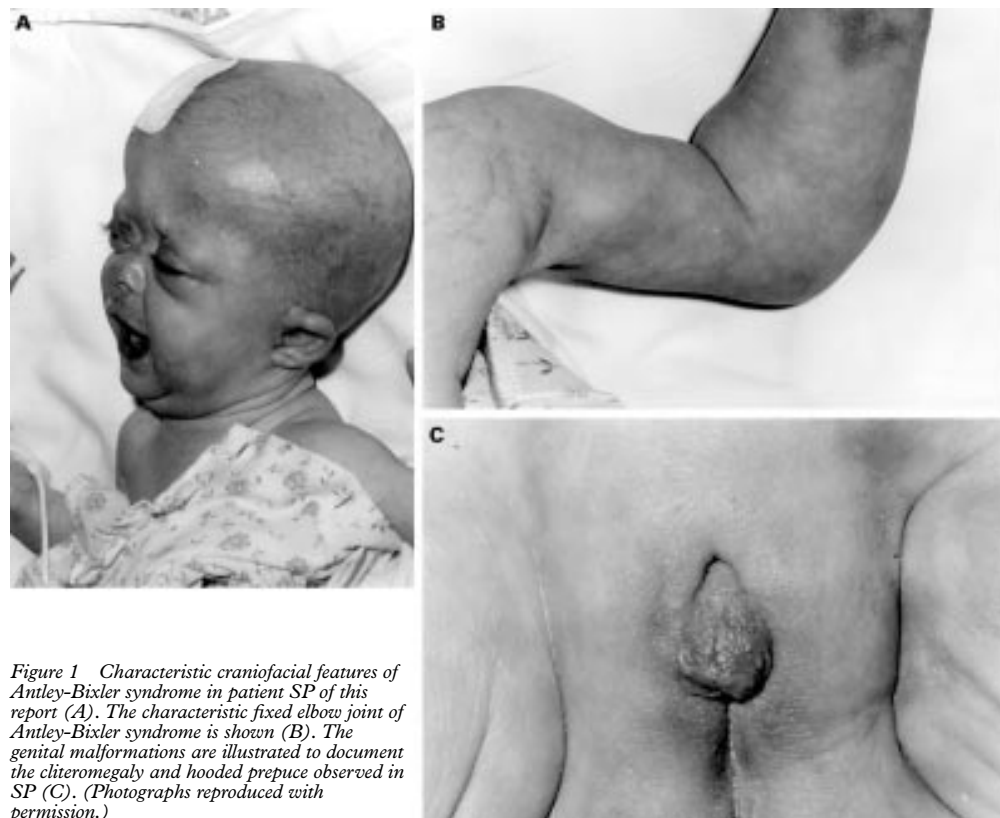 A
B
C
Figure 1 Characteristic craniofacial features of
Antley-Bixler syndrome in patient SP of this
report (A). The characteristic fixed elbow joint of
Antley-Bixler syndrome is shown (B). The
genital malformations are illustrated to document
the cliteromegaly and hooded prepuce observed in
SP (C). (Photographs reproduced with
permission.)